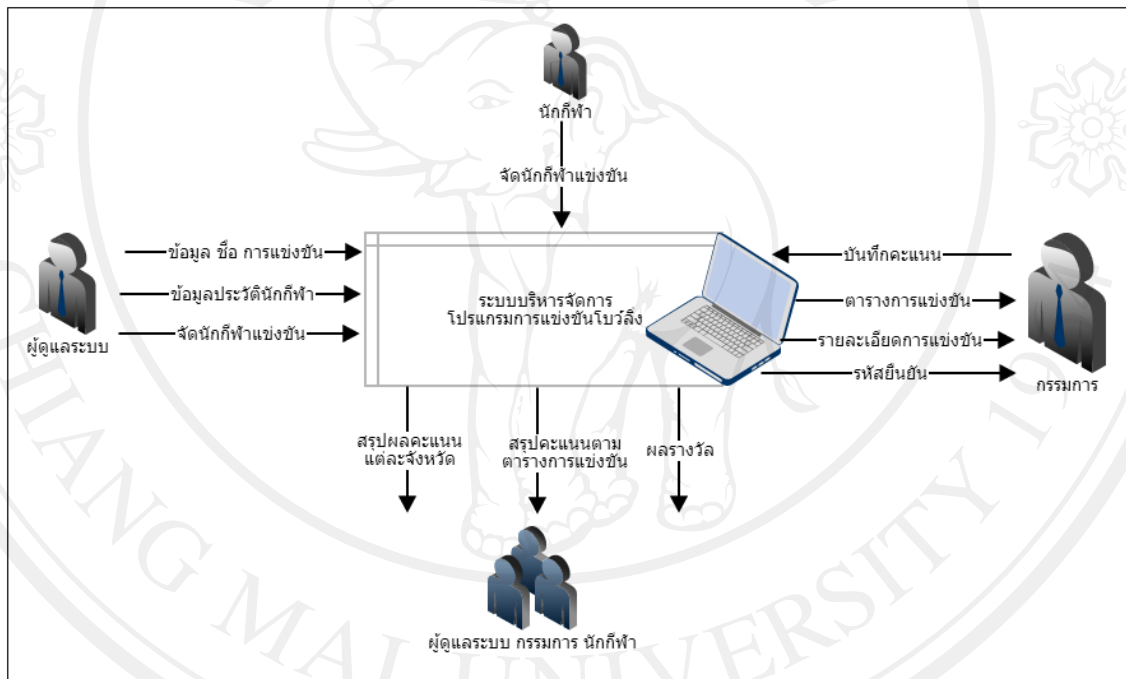 นักกีฬา
จัดนักกีฬาแข่งขัน
ข้อมูล ชื่อ การแข่งขัน
ข้อมูลประวัตินักกีฬา
จัดนักกีฬาแข่งขัน
ผู้ดูแลระบบ
ระบบบริหารจัดการ
โปรแกรมการแข่งขันโบว์ลิ่ง
บันทึกคะแนน
ตารางการแข่งขัน
รายละเอียดการแข่งขัน
รหัสยืนยัน
กรรมการ
สรุปผลคะแนน
แต่ละจังหวัด
สรุปคะแนนตาม
ตารางการแข่งขัน
ผลรางวัล
ผู้ดูแลระบบ กรรมการ นักกีฬา
CHIANG MAI UNIVERSITY 19